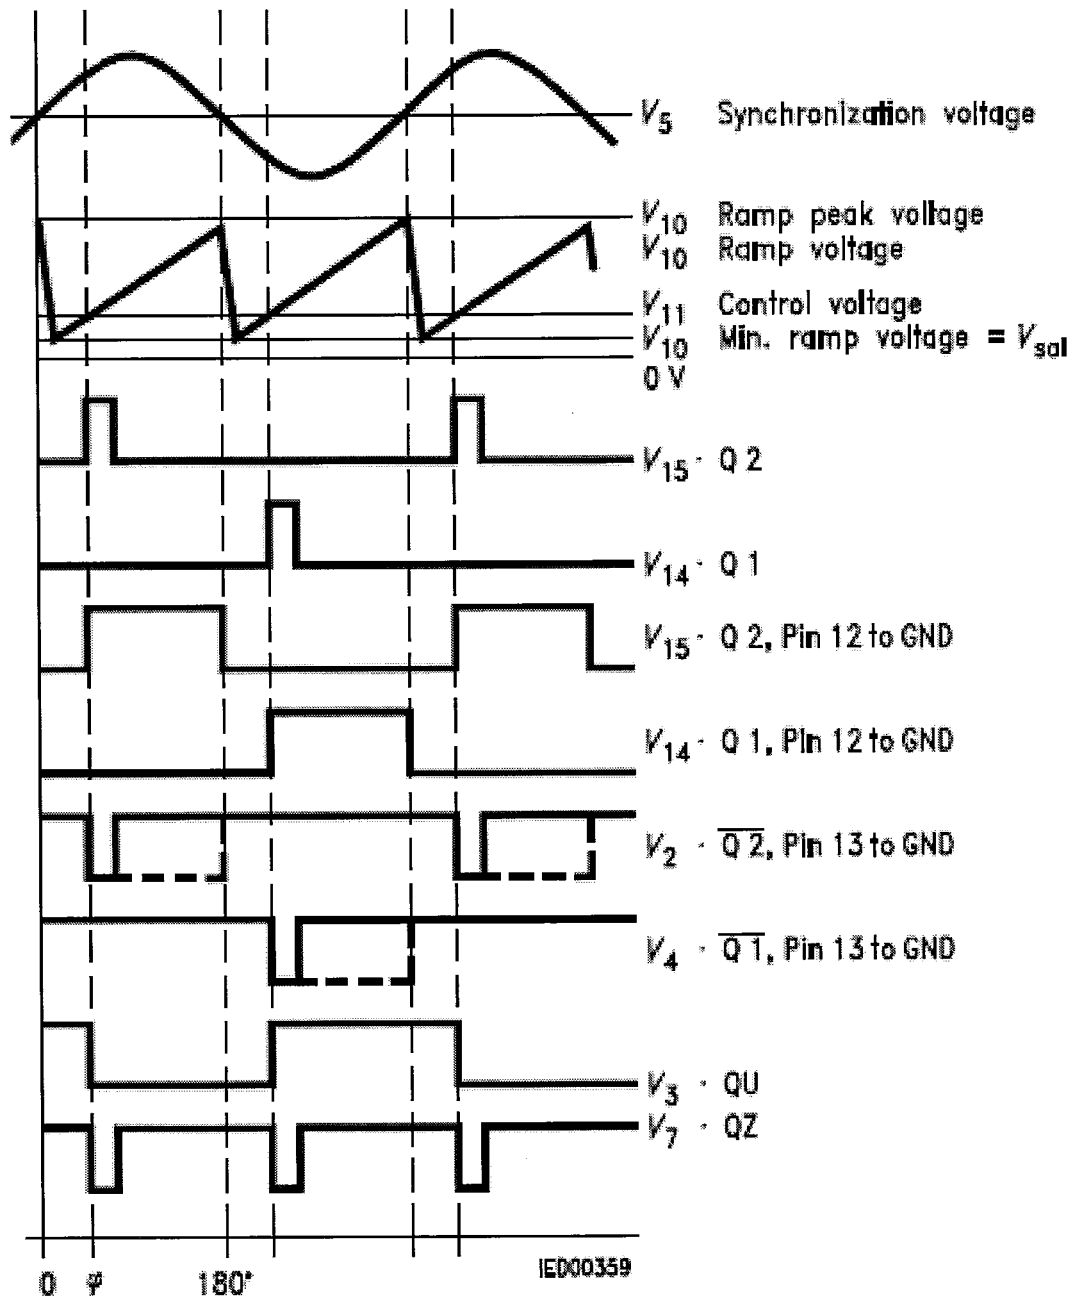 V5 Synchronization voltage
V10 Ramp peak voltage
V10 Ramp voltage
V11 Control voltage
V10 Min. ramp voltage = Vsat
0 V
V15 · Q 2
V14 · Q 1
V15 · Q 2, Pin 12 to GND
V14 · Q 1, Pin 12 to GND
V2 · Q̅ ̅2̅, Pin 13 to GND
V4 · Q̅ ̅1̅, Pin 13 to GND
V3 · QU
V7 · QZ
0 φ 180° IED00359